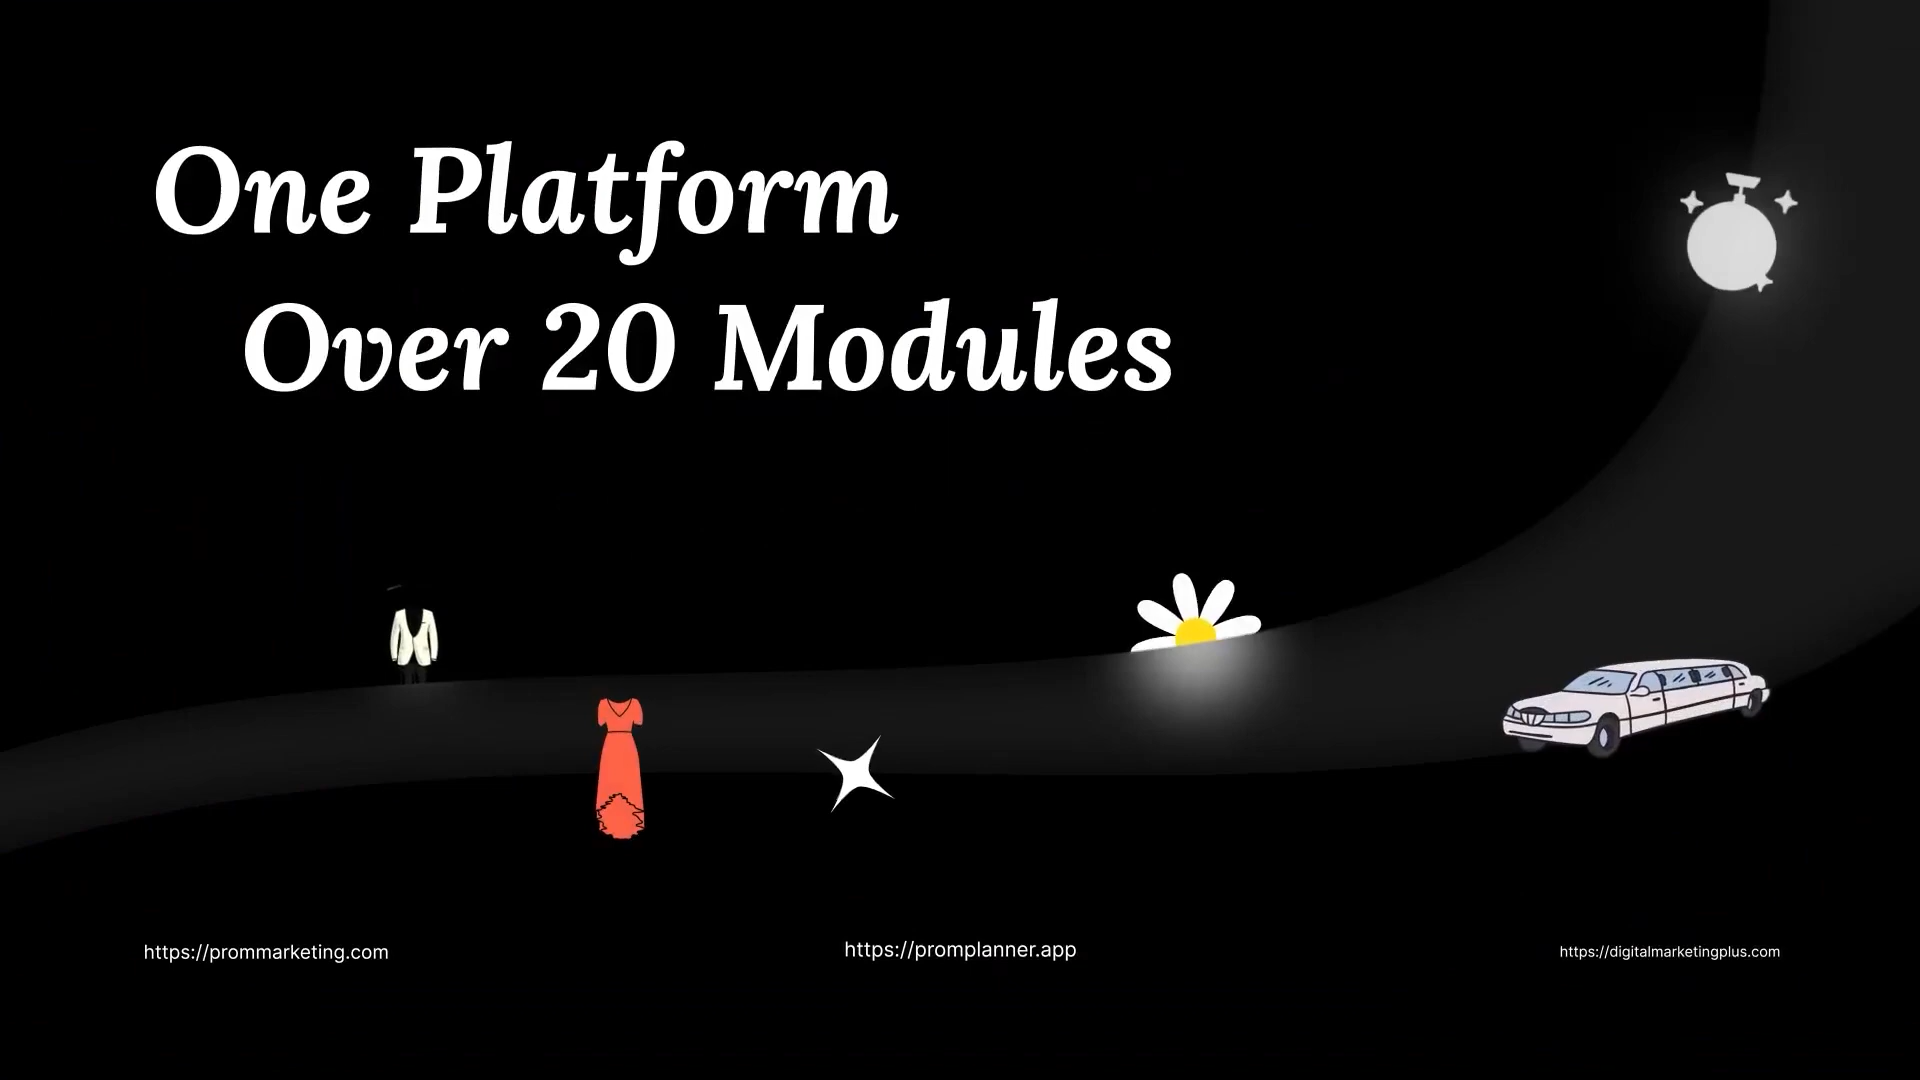 One Platform
Over 20 Modules
https://prommarketing.com
https://promplanner.app
https://digitalmarketingplus.com